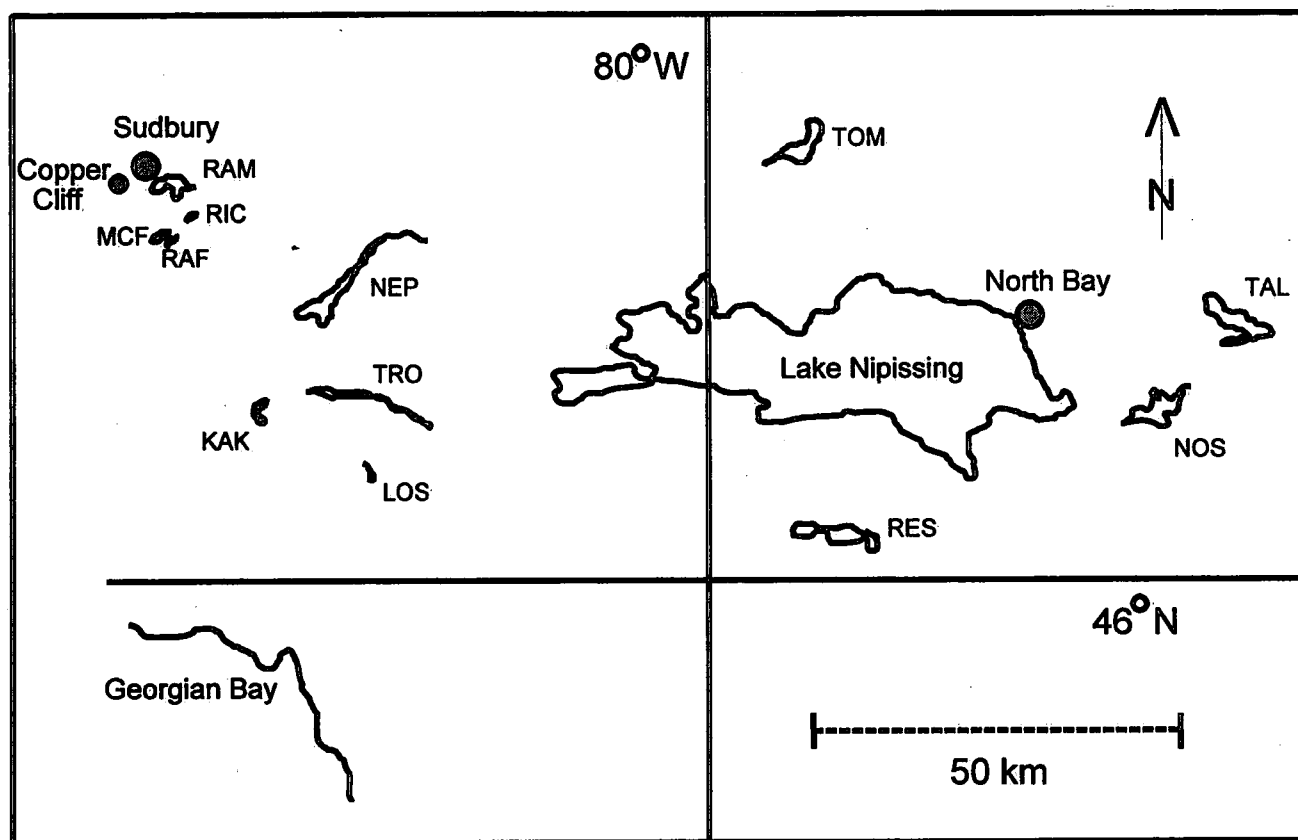 80°W
Sudbury
Copper
Cliff
RAM
RIC
MCF
RAF
NEP
TRO
KAK
LOS
TOM
N
North Bay
TAL
Lake Nipissing
NOS
RES
46°N
Georgian Bay
50 km